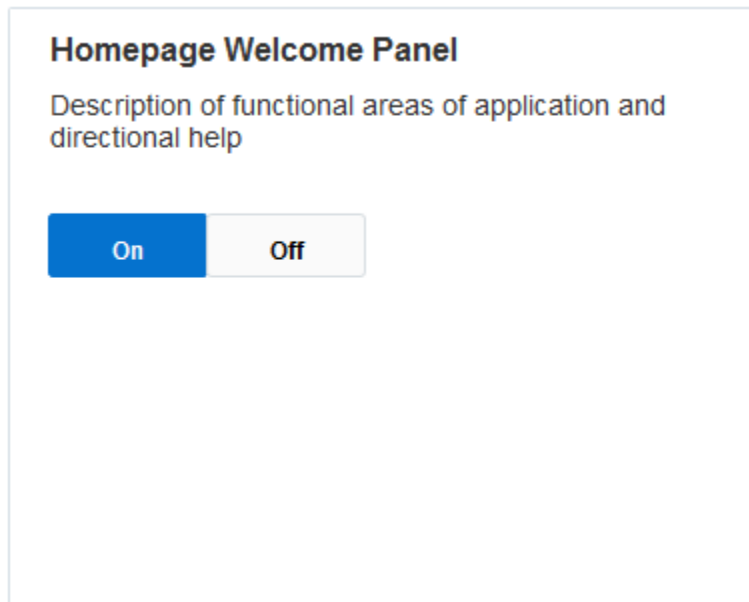 Homepage Welcome Panel
Description of functional areas of application and
directional help
On Off